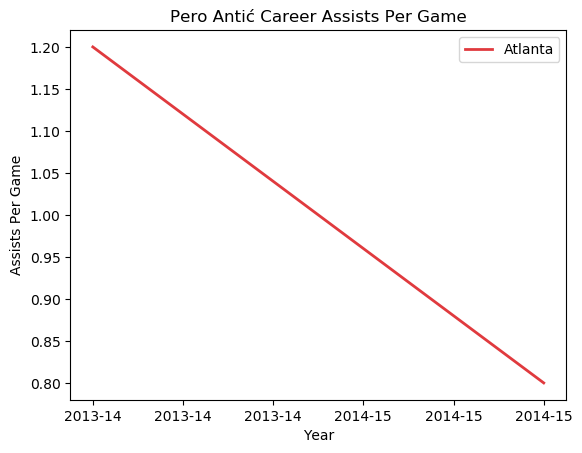 Pero Antić Career Assists Per Game
Atlanta
1.20
1.15
1.10
1.05
1.00
0.95
0.90
0.85
0.80
Assists Per Game
2013-14 2013-14 2013-14 2014-15 2014-15 2014-15
Year